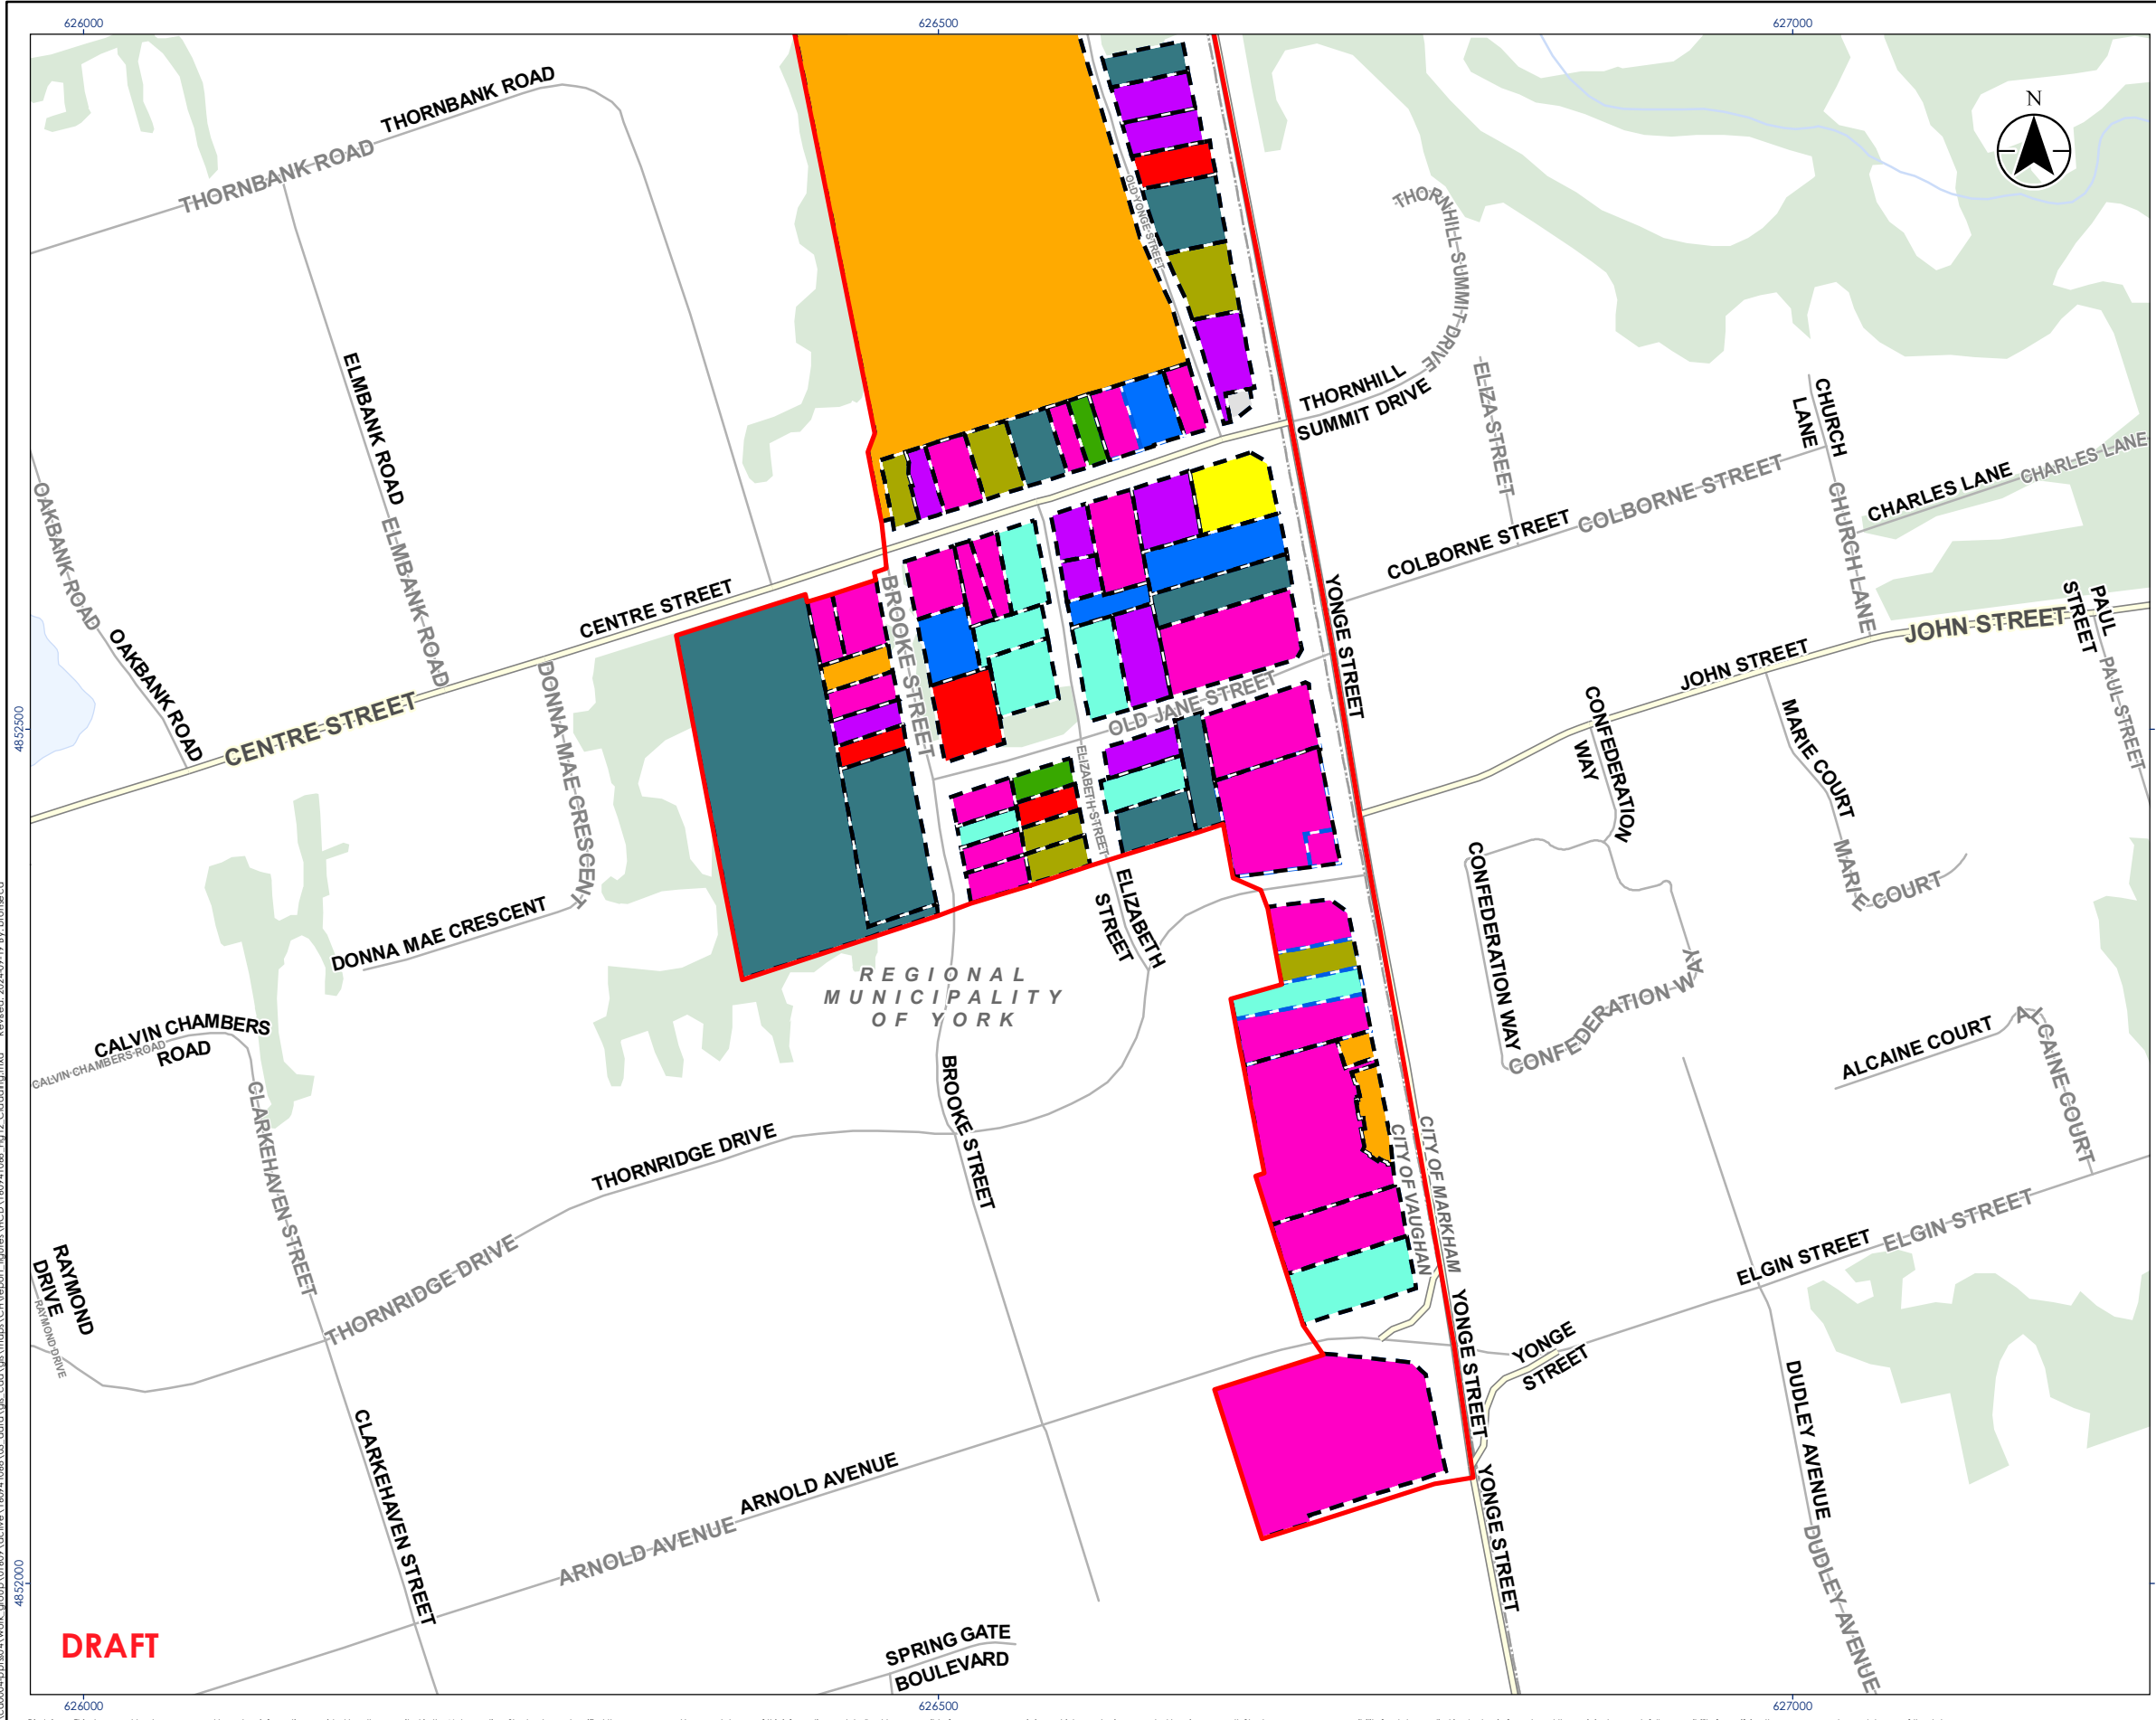 626000
626500
627000
N
THORNBANK ROAD
THORNBANK ROAD
OLD YONGE STREET
THORNHILL SUMMIT DRIVE
THORNHILL
SUMMIT DRIVE
ELIZA STREET
CHURCH
LANE
CHARLES LANE
CHARLES LANE
COLBORNE STREET
COLBORNE STREET
CHURCH LANE
ELMBANK ROAD
ELMBANK ROAD
OAKBANK ROAD
OAKBANK ROAD
CENTRE STREET
CENTRE STREET
BROOKE STREET
YONGE STREET
JOHN STREET
JOHN STREET
PAUL
STREET
PAUL STREET
DONNA MAE CRESCENT
DONNA MAE CRESCENT
OLD JANE STREET
ELIZABETH STREET
ELIZABETH
STREET
CONFEDERATION
WAY
MARIE COURT
MARIE COURT
CONFEDERATION WAY
CONFEDERATION WAY
4852500
REGIONAL
MUNICIPALITY
OF YORK
CALVIN CHAMBERS
ROAD
CALVIN CHAMBERS ROAD
ALCAINE COURT
ALCAINE COURT
CLARKEHAVEN STREET
BROOKE STREET
THORNRIDGE DRIVE
THORNRIDGE DRIVE
CITY OF VAUGHAN
CITY OF MARKHAM
RAYMOND
DRIVE
RAYMOND DRIVE
ELGIN STREET
ELGIN STREET
YONGE STREET
YONGE
STREET
CLARKEHAVEN STREET
ARNOLD AVENUE
ARNOLD AVENUE
YONGE STREET
DUDLEY AVENUE
DUDLEY AVENUE
4852000
DRAFT
SPRING GATE
BOULEVARD
626000
626500
627000